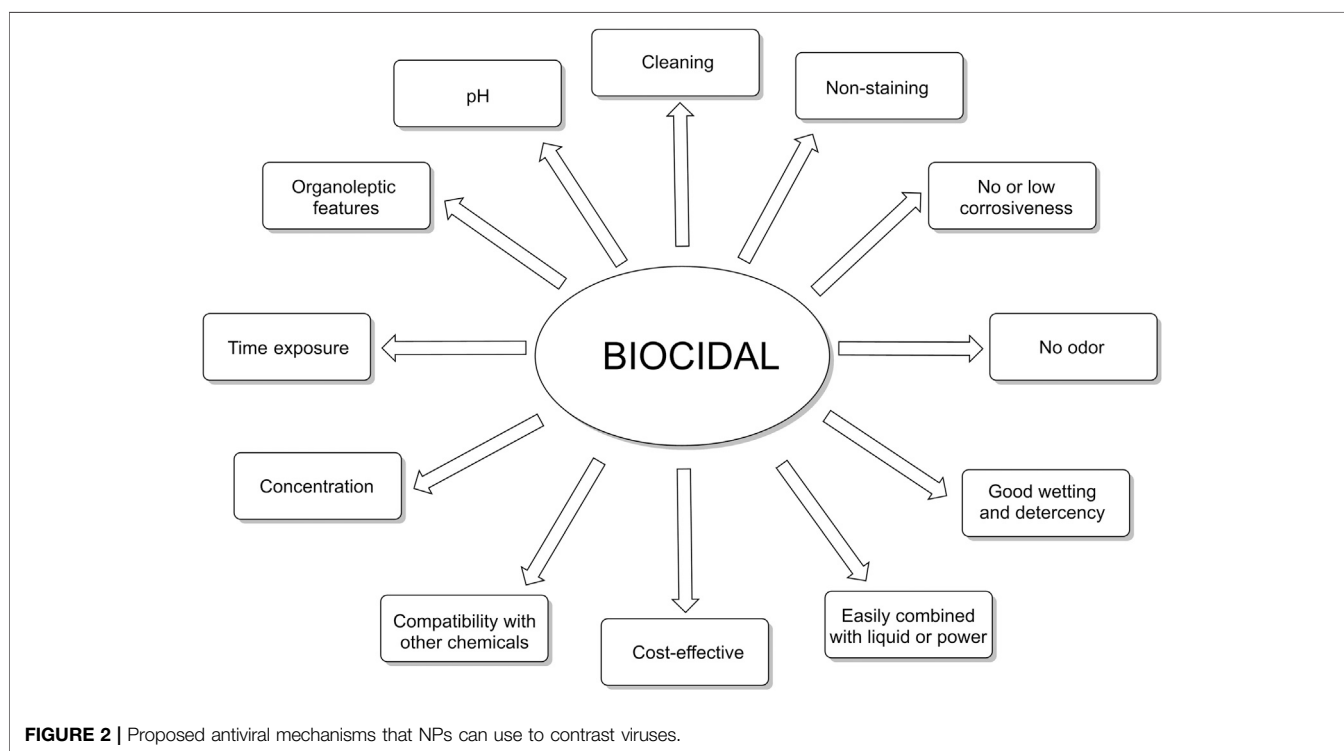 Cleaning
Non-staining
pH
No or low
corrosiveness
Organoleptic
features
No odor
Time exposure
BIOCIDAL
Good wetting
and detercency
Concentration
Easily combined
with liquid or power
Compatibility with
other chemicals
Cost-effective
FIGURE 2 | Proposed antiviral mechanisms that NPs can use to contrast viruses.